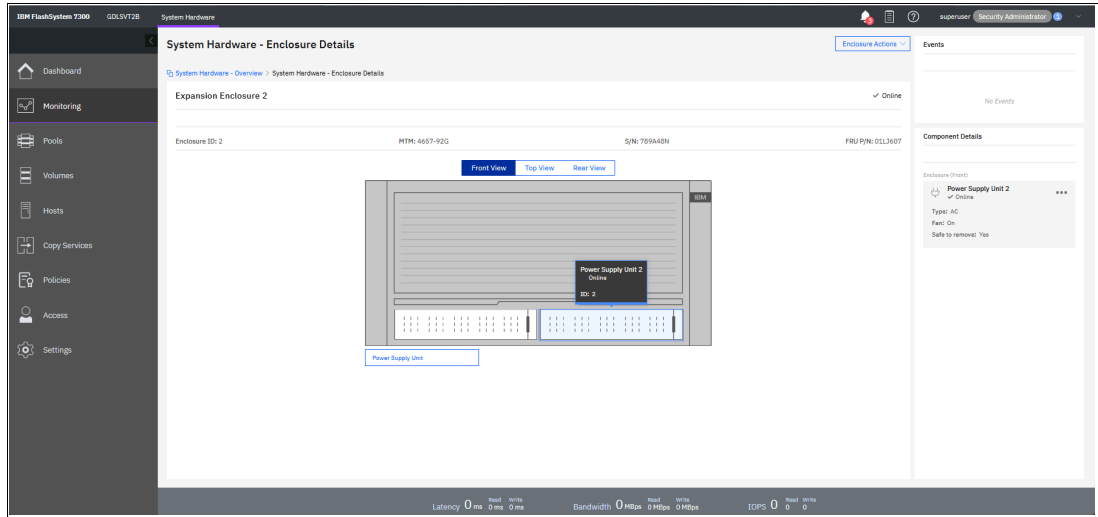 IBM FlashSystem 7300 GDLSVT2B System Hardware 3 superuser Security Administrator 1
System Hardware - Enclosure Details
Enclosure Actions
System Hardware - Overview > System Hardware - Enclosure Details
Dashboard
Monitoring
Pools
Volumes
Hosts
Copy Services
Policies
Access
Settings
Expansion Enclosure 2
Online
Enclosure ID: 2 MTM: 4657-92G S/N: 789A48N FRU P/N: 01LJ607
Front View Top View Rear View
IBM
Power Supply Unit 2
Online
ID: 2
Power Supply Unit
Events
No Events
Component Details
Enclosure (Front)
Power Supply Unit 2
Online
Type: AC
Fan: On
Safe to remove: Yes
Latency 0 ms Read 0 ms Write 0 ms
Bandwidth 0 MBps Read 0 MBps Write 0 MBps
IOPS 0 Read 0 Write 0